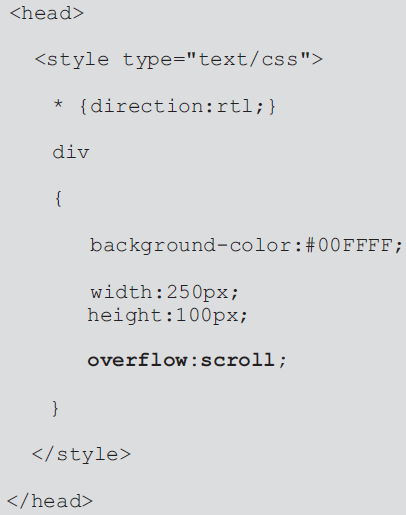 <head>
<style type="text/css">
* {direction:rtl;}
div
{
background-color:#00FFFF;
width:250px;
height:100px;
overflow:scroll;
}
</style>
</head>